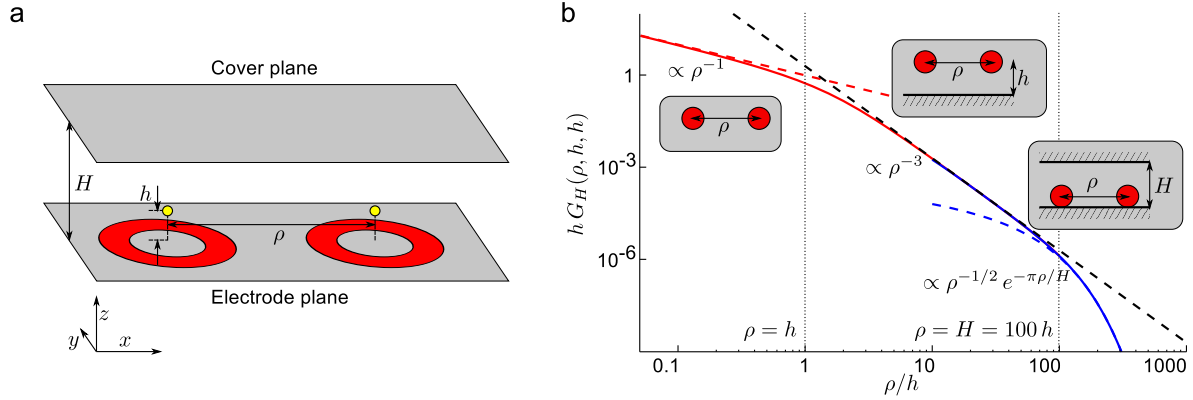 a
Cover plane
H
h
ρ
Electrode plane
z
y
x
b
h G_H(ρ, h, h)
1
10^{-3}
10^{-6}
∝ ρ^{-1}
ρ
ρ
h
∝ ρ^{-3}
ρ
H
∝ ρ^{-1/2} e^{-πρ/H}
ρ = h
ρ = H = 100 h
0.1
1
10
100
1000
ρ/h